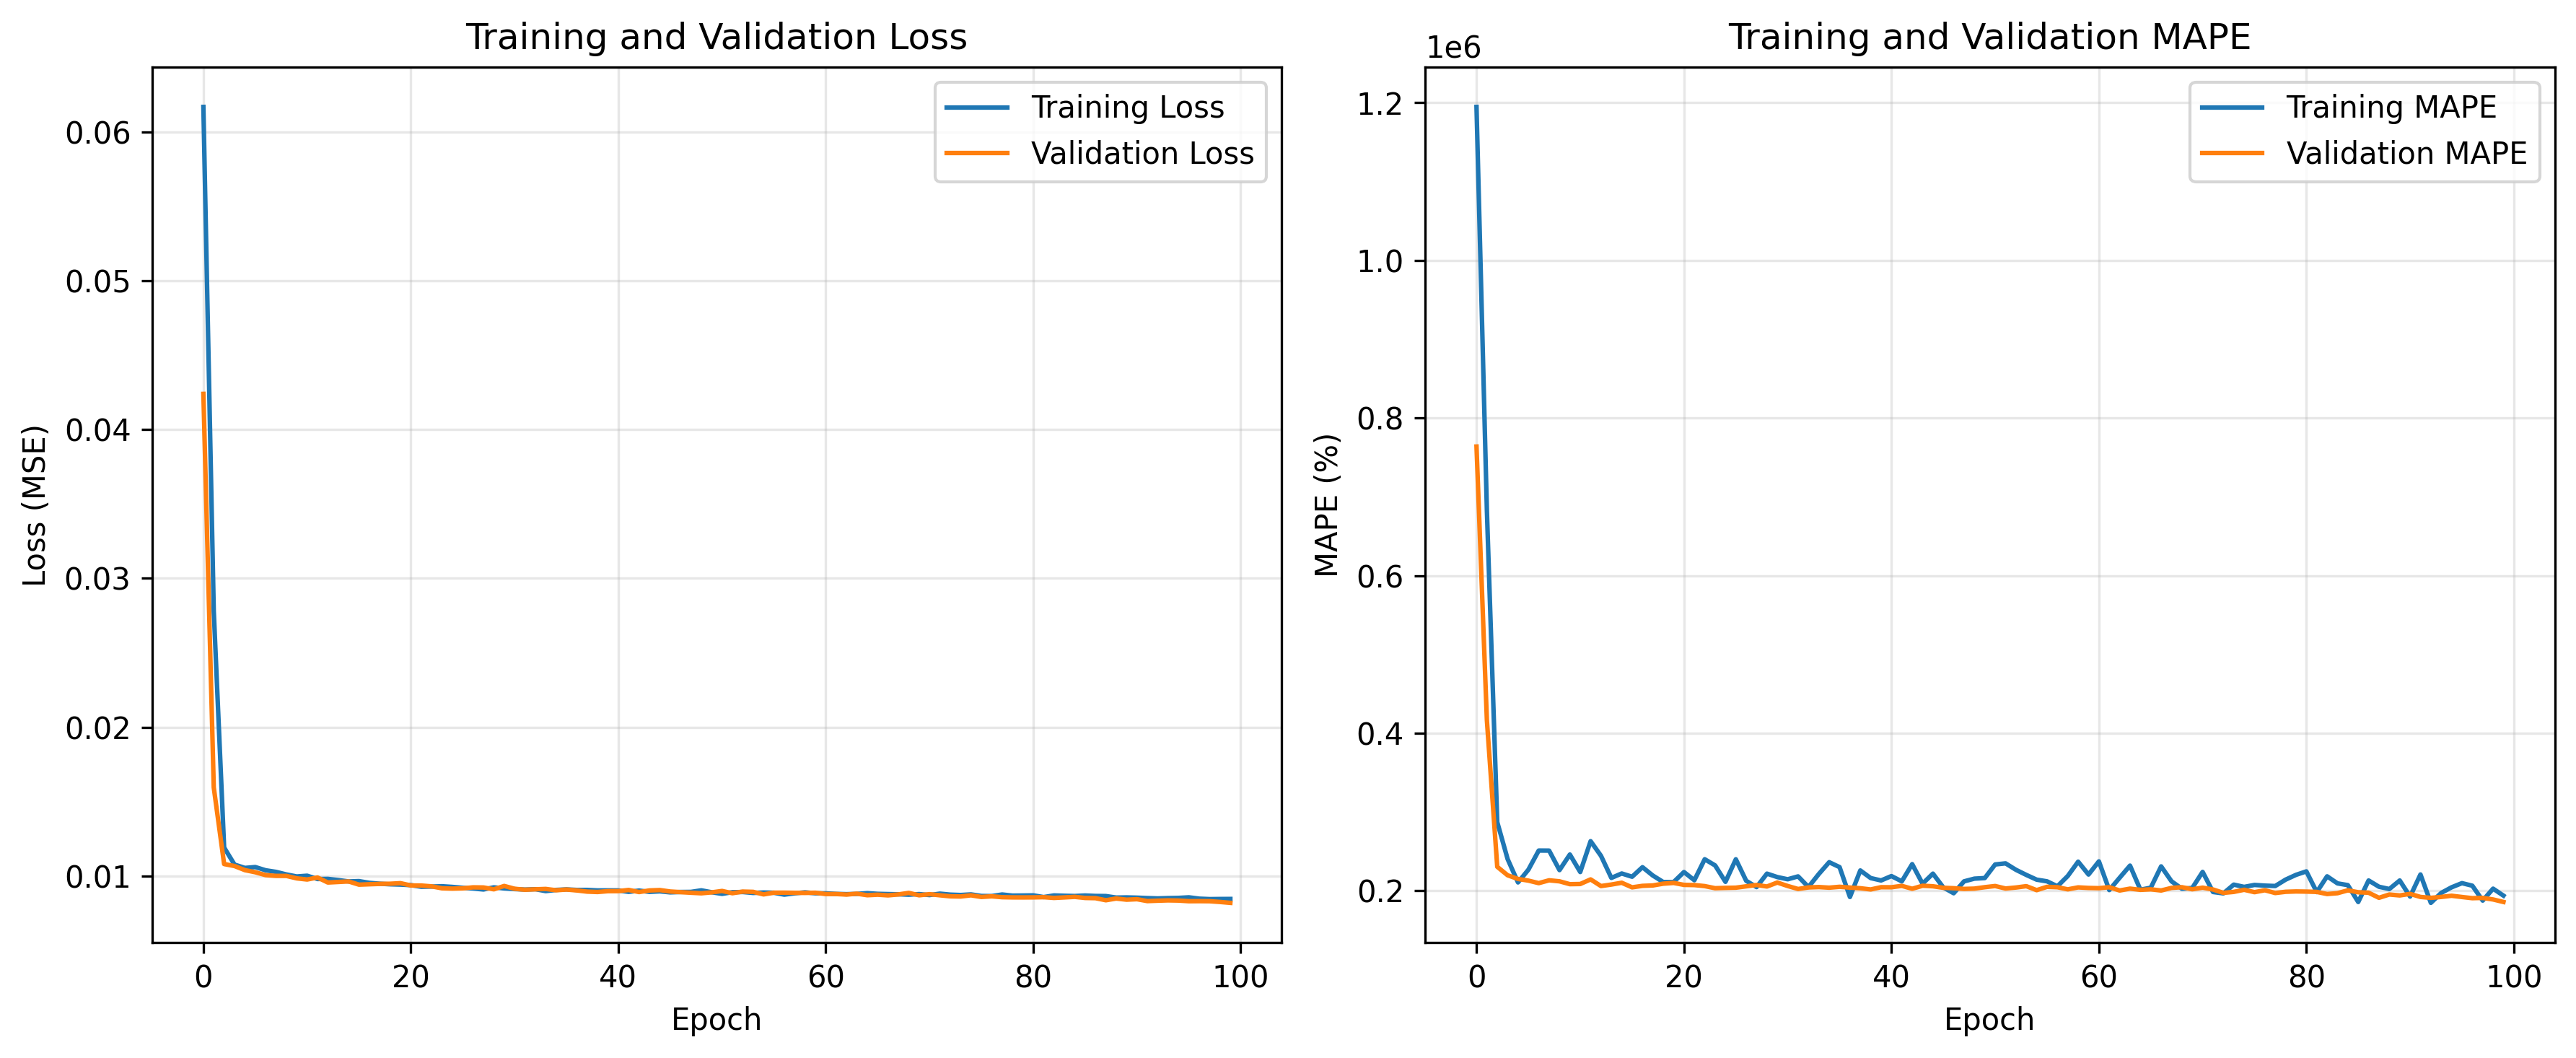 Training and Validation Loss
Training Loss
Validation Loss
0.06
0.05
0.04
0.03
0.02
0.01
Loss (MSE)
0 20 40 60 80 100
Epoch
Training and Validation MAPE
1e6
Training MAPE
Validation MAPE
1.2
1.0
0.8
0.6
0.4
0.2
MAPE (%)
0 20 40 60 80 100
Epoch